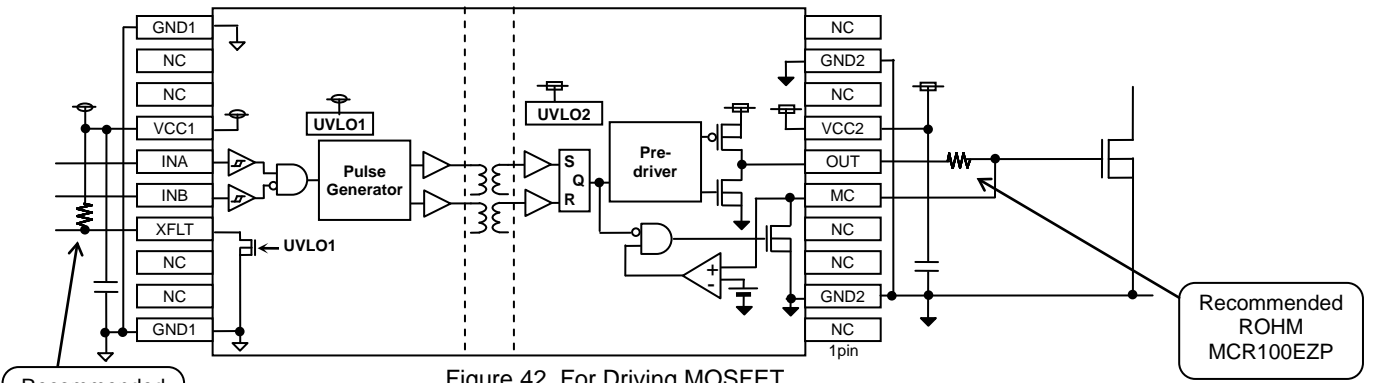 GND1
NC
NC
VCC1
INA
INB
XFLT
NC
NC
GND1
UVLO1
Pulse
Generator
UVLO1
UVLO2
S
Q
R
Pre-
driver
+
-
NC
GND2
NC
VCC2
OUT
MC
NC
NC
GND2
NC
1pin
Recommended
ROHM
MCR100EZP
Recommended
Figure 42. For Driving MOSFET